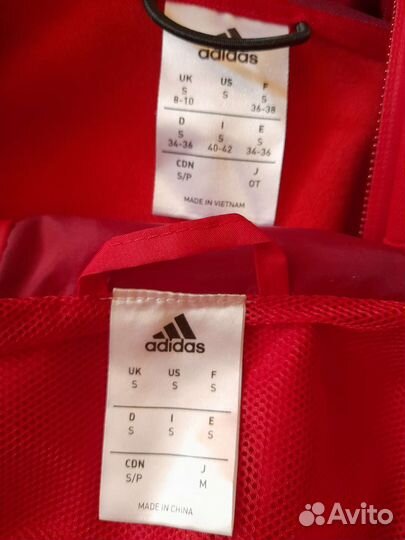 adidas
UK US F
S S S
8-10 36-38
D I E
S S S
34-36 40-42 34-36
CDN J
S/P OT
MADE IN VIETNAM
adidas
UK US F
S S S
D I E
S S S
CDN J
S/P M
MADE IN CHINA
Avito